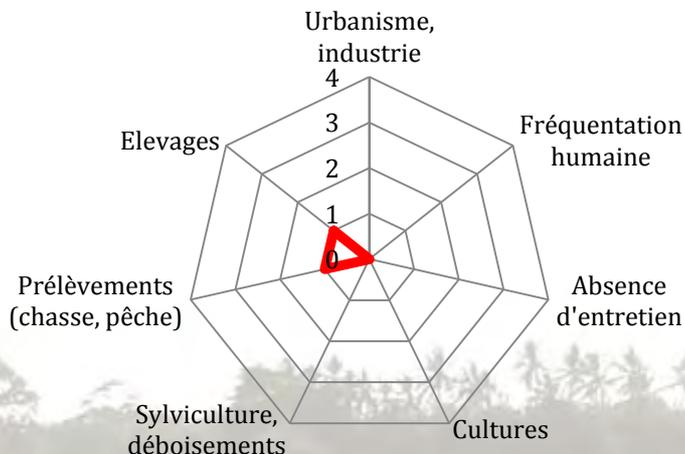 Urbanisme,
industrie
4
3
2
1
0
Fréquentation
humaine
Absence
d'entretien
Cultures
Sylviculture,
déboisements
Prélèvements
(chasse, pêche)
Elevages